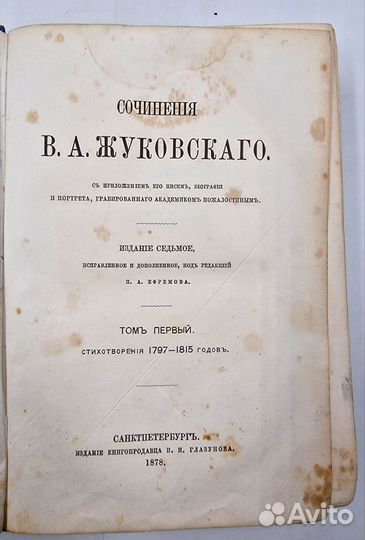 СОЧИНЕНІЯ
В. А. ЖУКОВСКАГО.
СЪ ПРИЛОЖЕНІЕМЪ ЕГО ПИСЕМЪ, БІОГРАФІИ
И ПОРТРЕТА, ГРАВИРОВАННАГО АКАДЕМИКОМЪ ПОЖАЛОСТИНЫМЪ.
ИЗДАНІЕ СЕДЬМОЕ,
ИСПРАВЛЕННОЕ И ДОПОЛНЕННОЕ, ПОДЪ РЕДАКЦІЕЙ
П. А. ЕФРЕМОВА.
ТОМЪ ПЕРВЫЙ.
СТИХОТВОРЕНІЯ 1797—1815 ГОДОВЪ.
САНКТПЕТЕРБУРГЪ.
ИЗДАНІЕ КНИГОПРОДАВЦА И. И. ГЛАЗУНОВА.
1878.
Avito